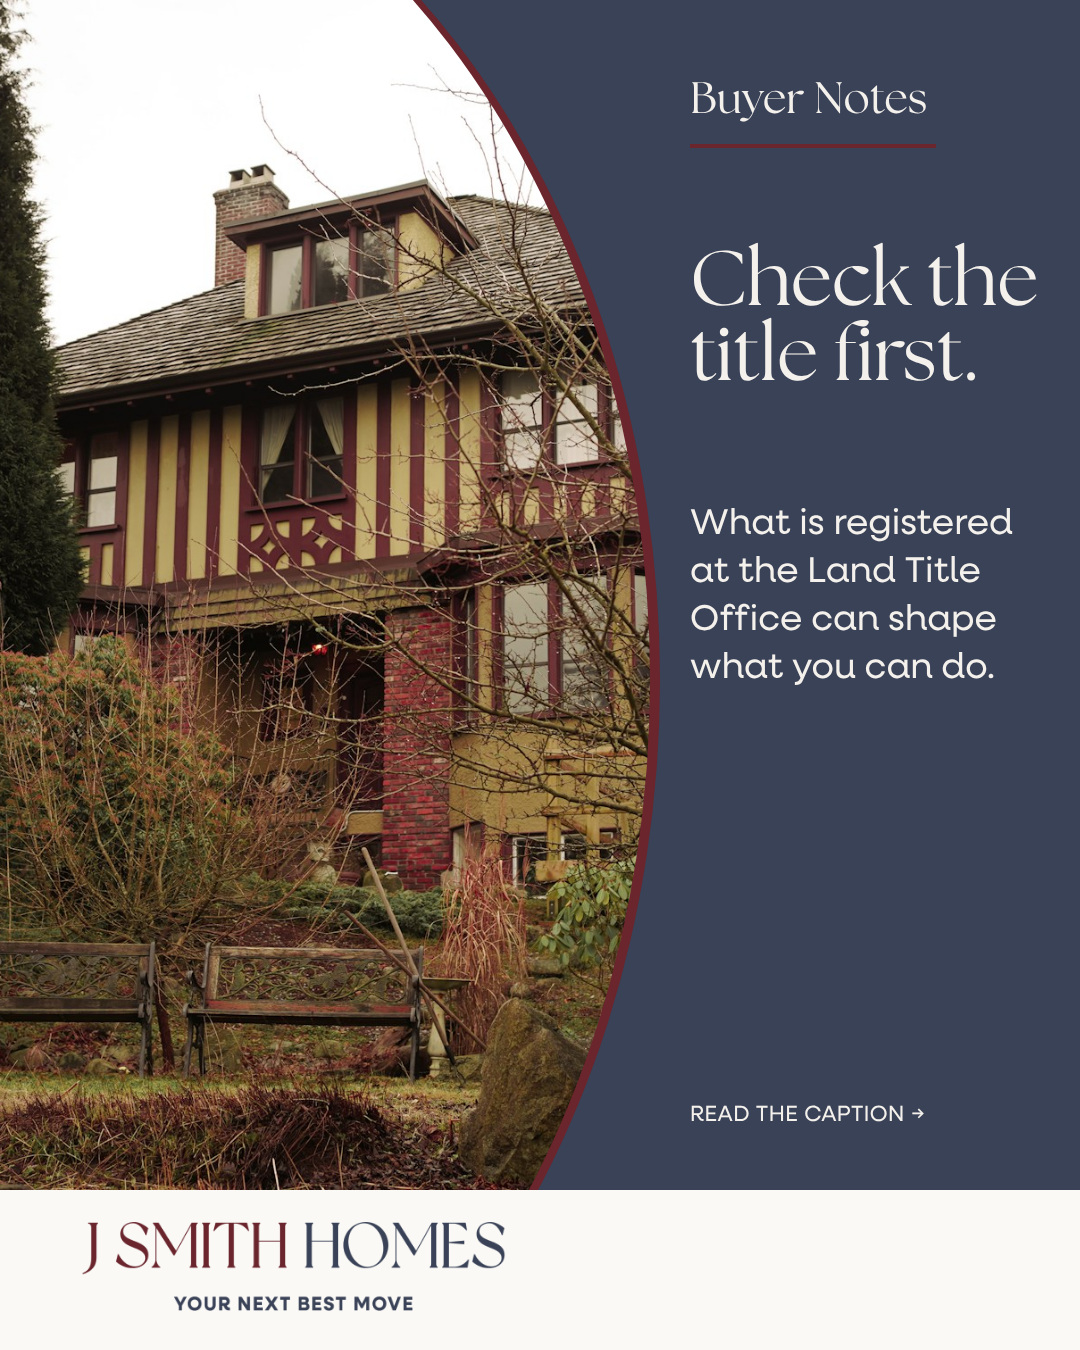 Buyer Notes
Check the
title first.
What is registered
at the Land Title
Office can shape
what you can do.
READ THE CAPTION →
J SMITH HOMES
YOUR NEXT BEST MOVE